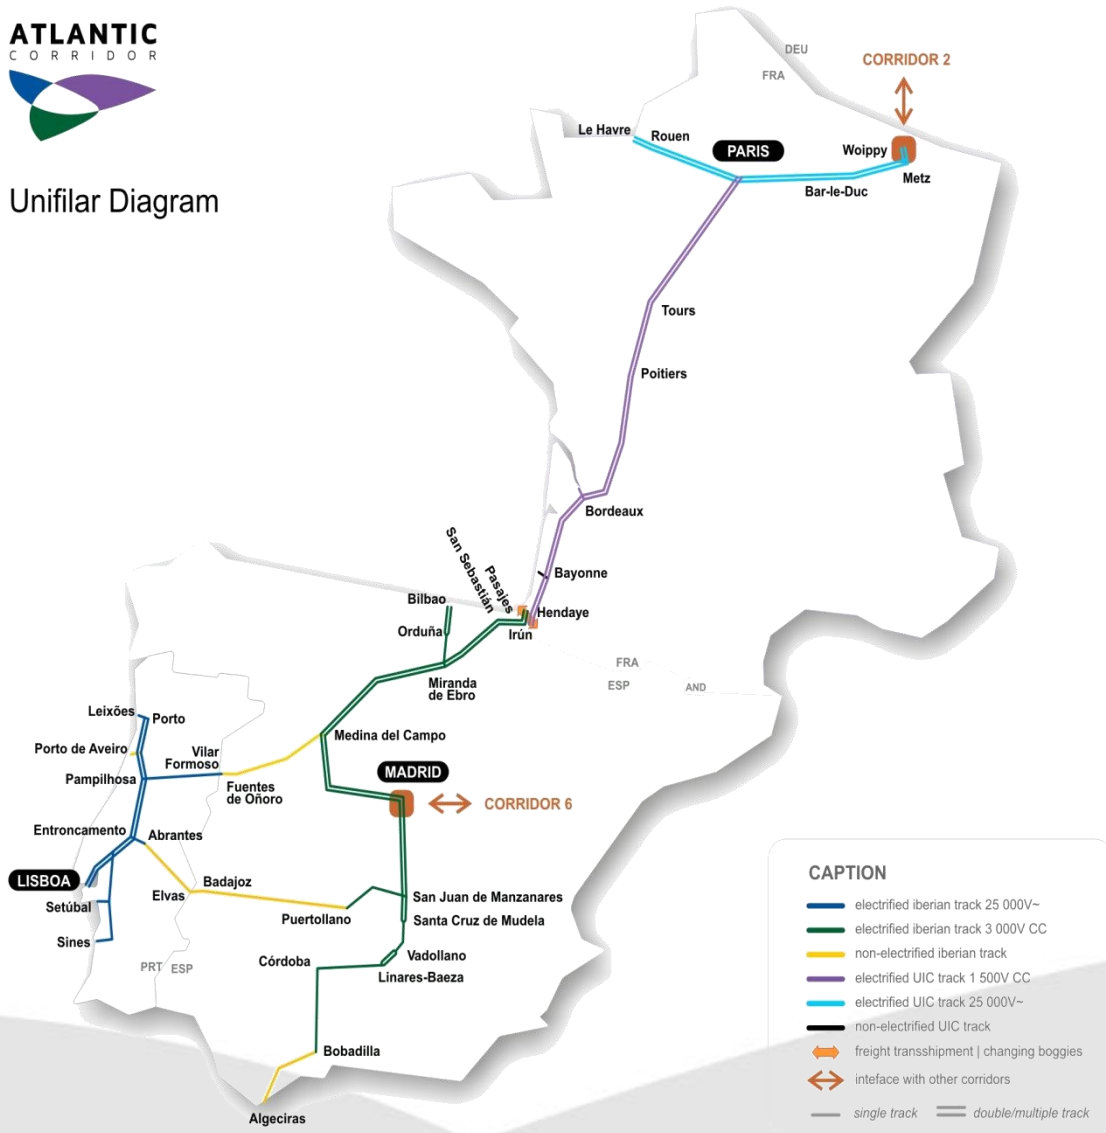 ATLANTIC
CORRIDOR
Unifilar Diagram
DEU
FRA
CORRIDOR 2
Le Havre
Rouen
PARIS
Woippy
Metz
Bar-le-Duc
Tours
Poitiers
Bordeaux
Bayonne
San Sebastián
Pasajes
Hendaye
Irún
Bilbao
Orduña
Miranda
de Ebro
FRA
ESP
AND
Leixões
Porto
Porto de Aveiro
Vilar
Formoso
Pampilhosa
Fuentes
de Oñoro
Medina del Campo
MADRID
CORRIDOR 6
Entroncamento
Abrantes
LISBOA
Setúbal
Sines
Elvas
Badajoz
Puertollano
San Juan de Manzanares
Santa Cruz de Mudela
Vadollano
Linares-Baeza
Córdoba
PRT
ESP
Bobadilla
Algeciras
CAPTION
electrified iberian track 25 000V~
electrified iberian track 3 000V CC
non-electrified iberian track
electrified UIC track 1 500V CC
electrified UIC track 25 000V~
non-electrified UIC track
freight transshipment | changing boggies
inteface with other corridors
single track
double/multiple track